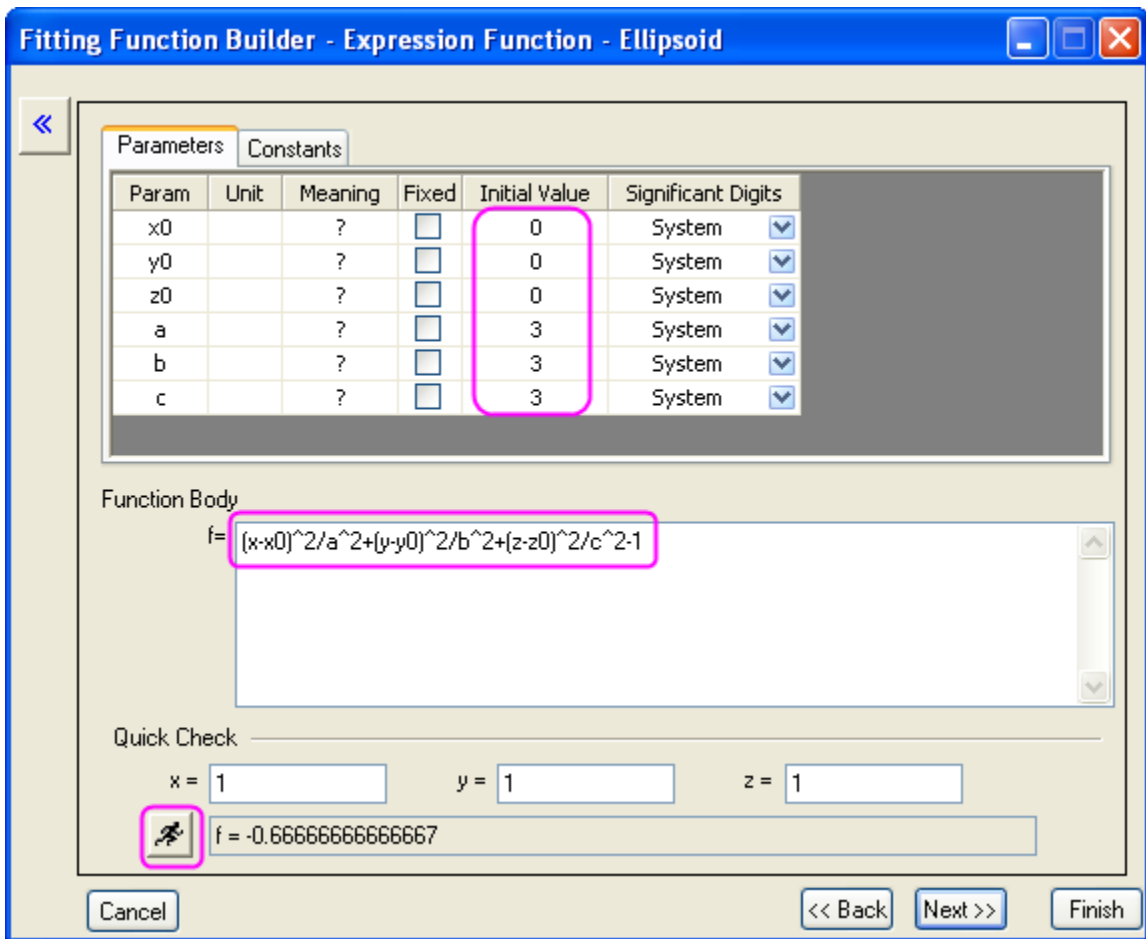 Fitting Function Builder - Expression Function - Ellipsoid
«
Parameters Constants
Param Unit Meaning Fixed Initial Value Significant Digits
x0 ? 0 System
y0 ? 0 System
z0 ? 0 System
a ? 3 System
b ? 3 System
c ? 3 System
Function Body
f= (x-x0)^2/a^2+(y-y0)^2/b^2+(z-z0)^2/c^2-1
Quick Check
x = 1 y = 1 z = 1
f = -0.66666666666667
Cancel << Back Next >> Finish